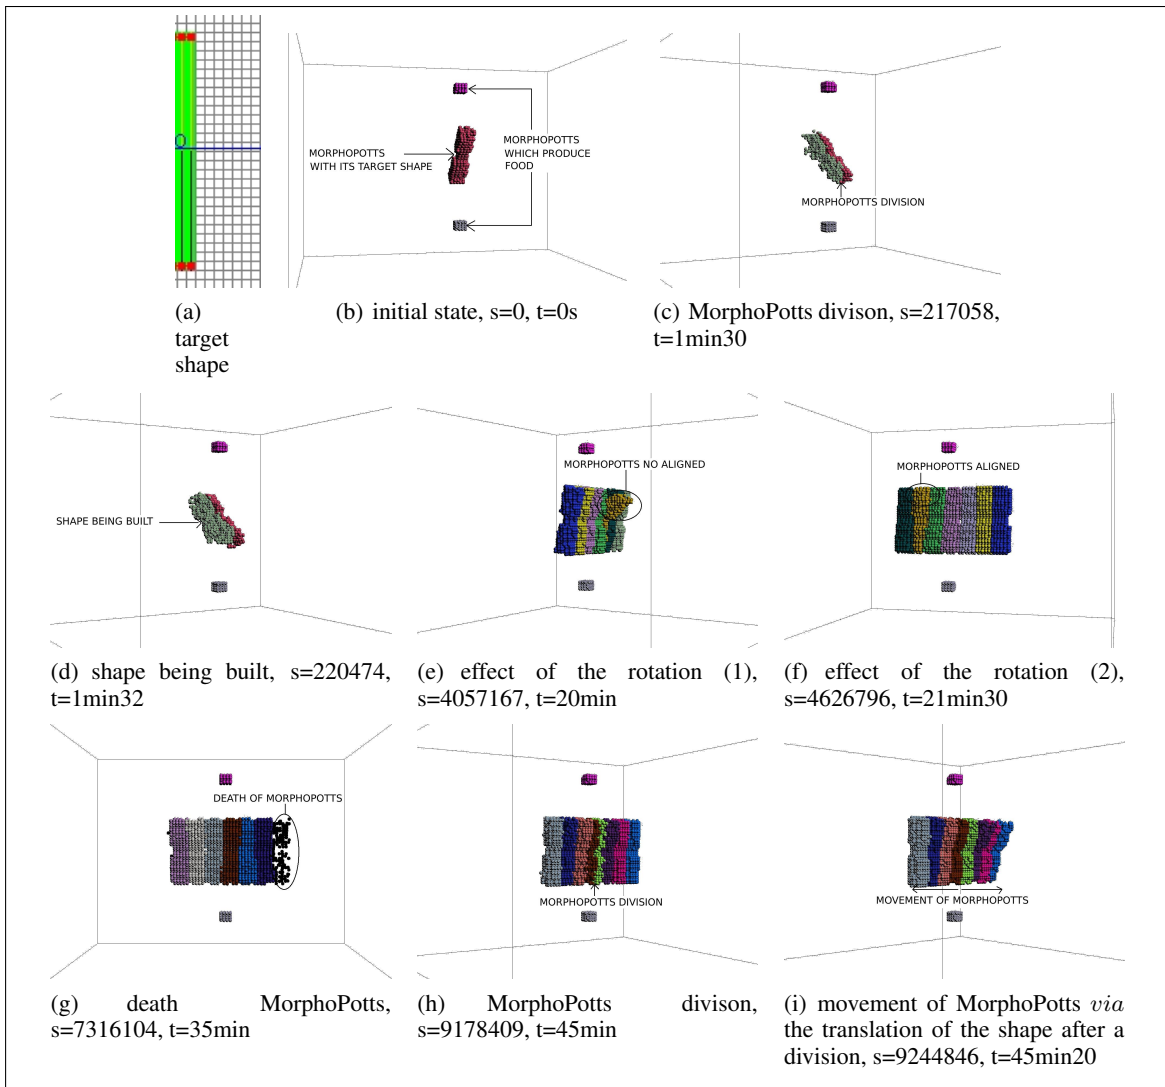 O
MORPHOPOTTS
WITH ITS TARGET SHAPE
MORPHOPOTTS
WHICH PRODUCE
FOOD
MORPHOPOTTS DIVISION
(a)
target
shape
(b) initial state, s=0, t=0s
(c) MorphoPotts divison, s=217058,
t=1min30
SHAPE BEING BUILT
MORPHOPOTTS NO ALIGNED
MORPHOPOTTS ALIGNED
(d) shape being built, s=220474,
t=1min32
(e) effect of the rotation (1),
s=4057167, t=20min
(f) effect of the rotation (2),
s=4626796, t=21min30
DEATH OF MORPHOPOTTS
MORPHOPOTTS DIVISION
MOVEMENT OF MORPHOPOTTS
(g) death MorphoPotts,
s=7316104, t=35min
(h) MorphoPotts divison,
s=9178409, t=45min
(i) movement of MorphoPotts via
the translation of the shape after a
division, s=9244846, t=45min20